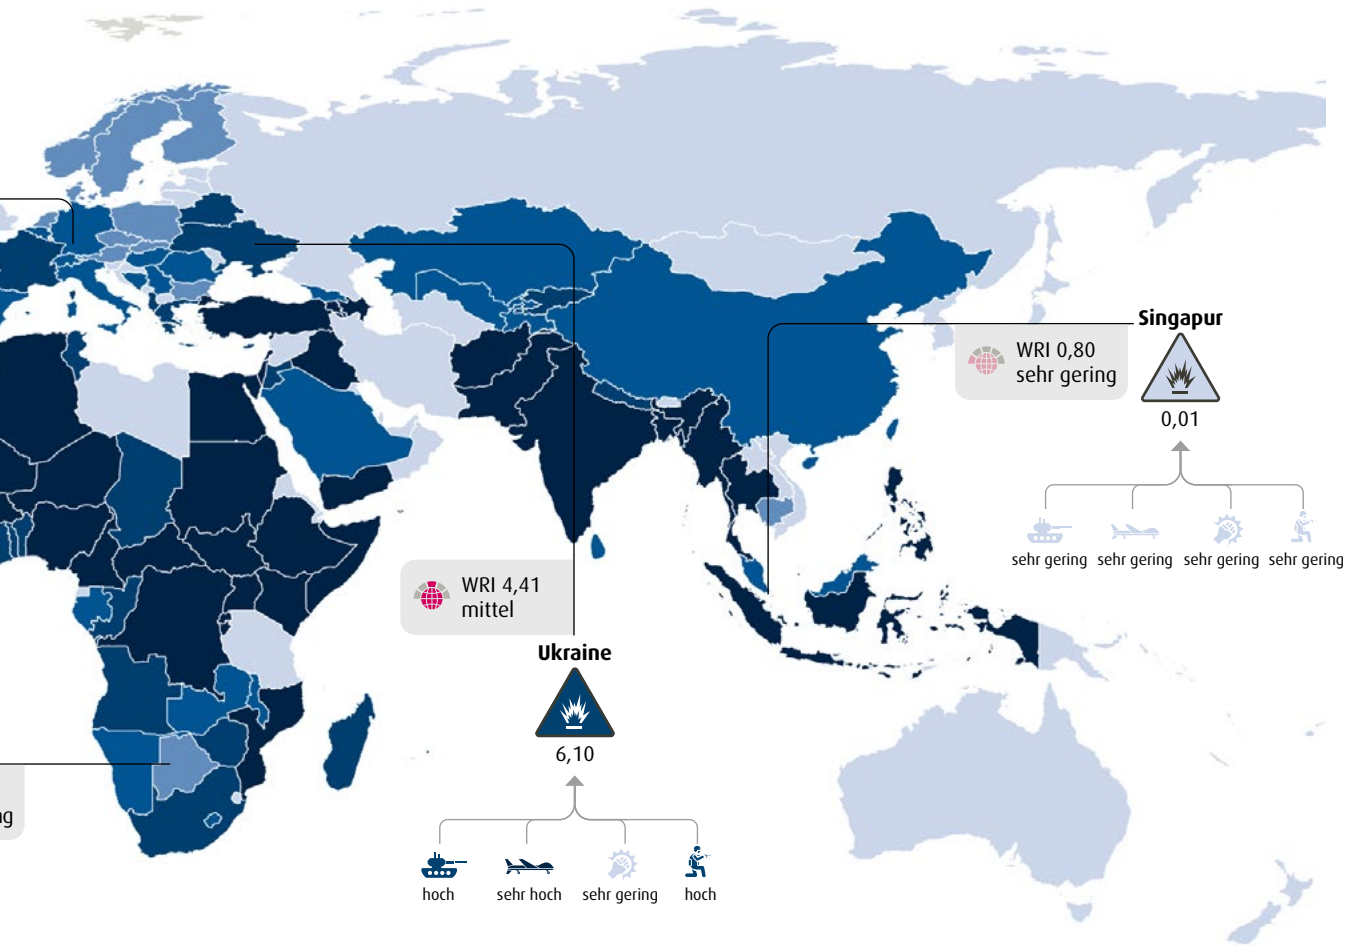 Singapur
WRI 0,80
sehr gering
0,01
sehr gering sehr gering sehr gering sehr gering
WRI 4,41
mittel
Ukraine
6,10
hoch sehr hoch sehr gering hoch